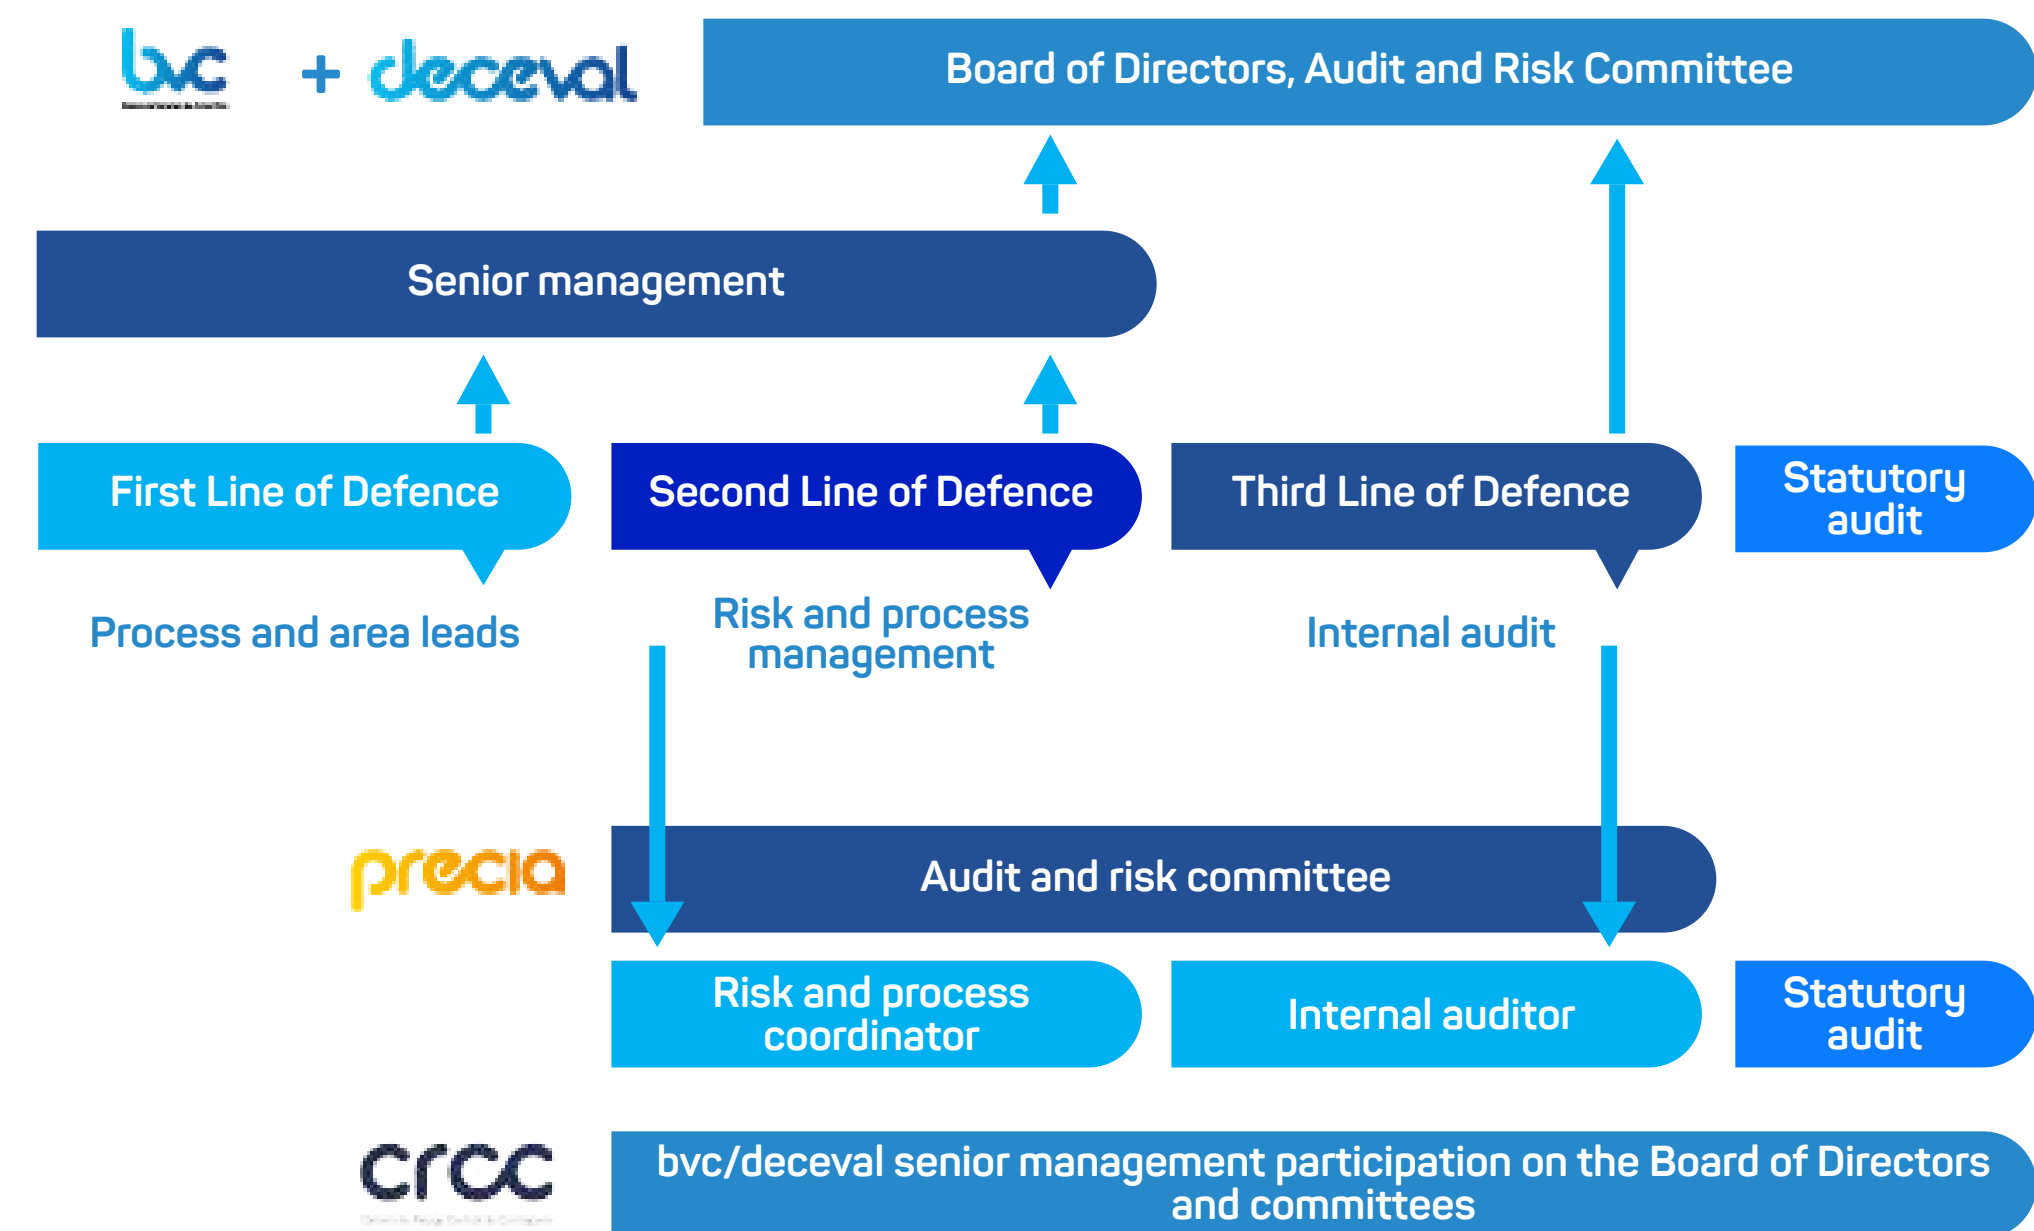 bvc + deceval
Board of Directors, Audit and Risk Committee
Senior management
First Line of Defence
Second Line of Defence
Third Line of Defence
Statutory
audit
Process and area leads
Risk and process
management
Internal audit
precia
Audit and risk committee
Risk and process
coordinator
Internal auditor
Statutory
audit
crcc
bvc/deceval senior management participation on the Board of Directors
and committees